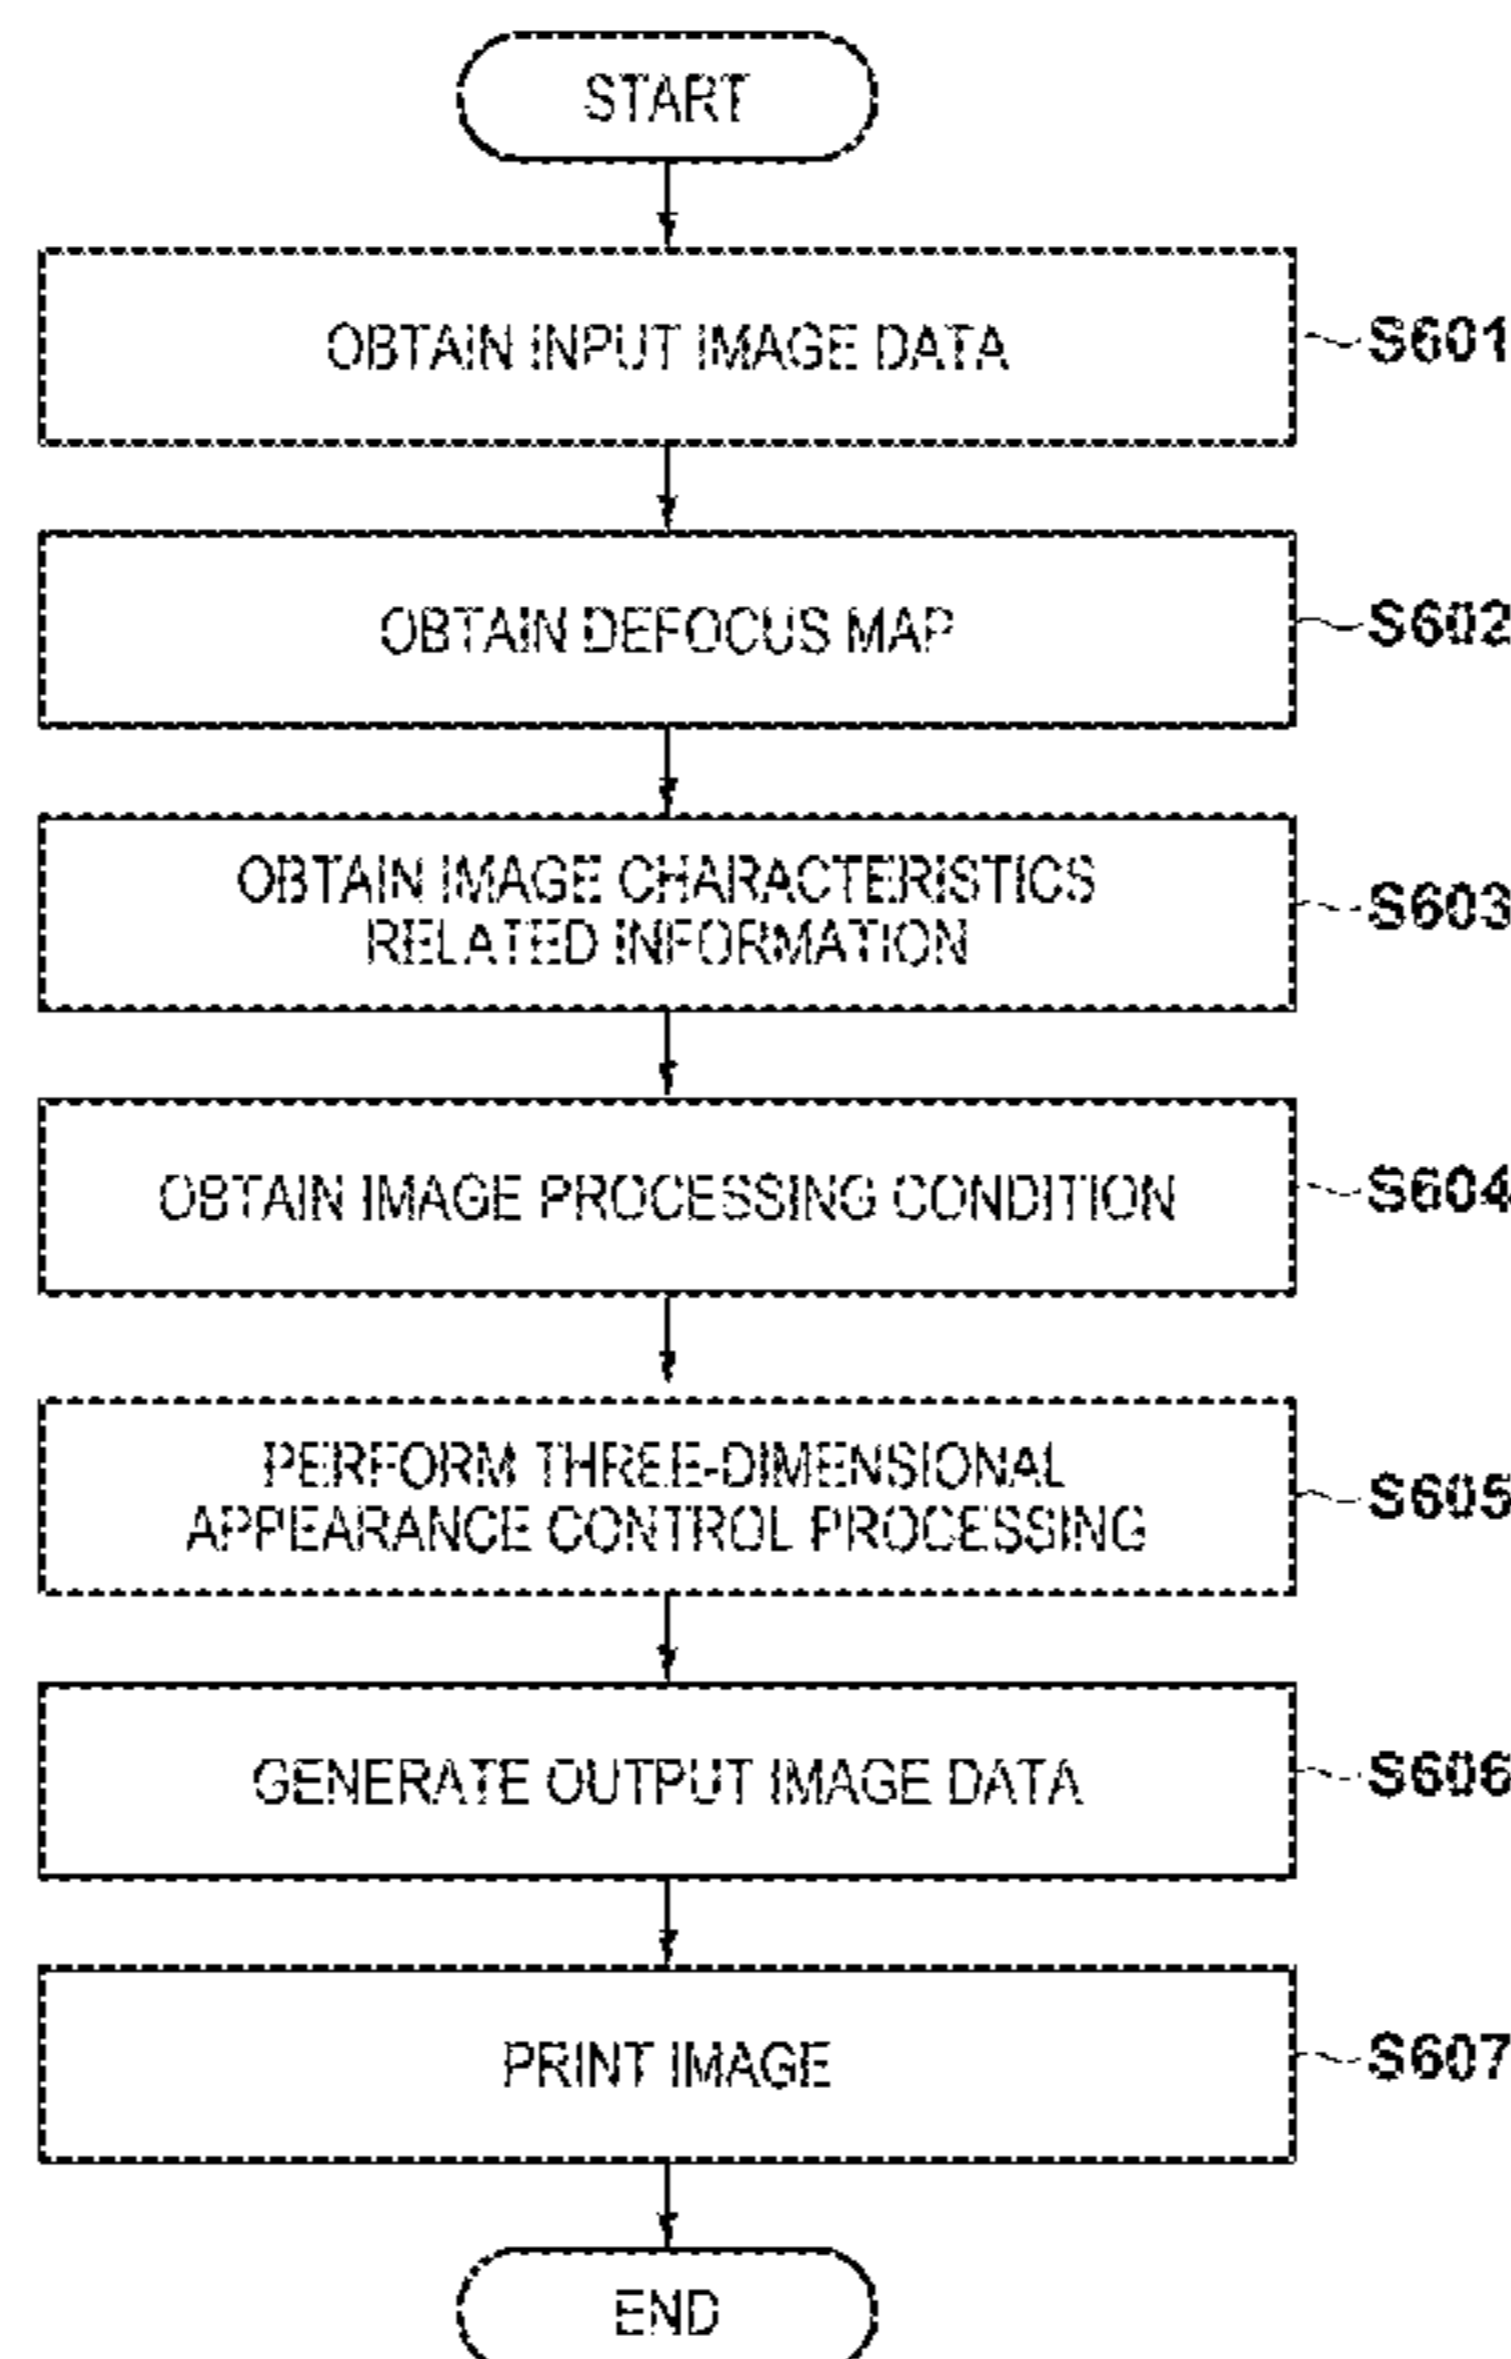 START
OBTAIN INPUT IMAGE DATA
S601
OBTAIN DEFOCUS MAP
S602
OBTAIN IMAGE CHARACTERISTICS
RELATED INFORMATION
S603
OBTAIN IMAGE PROCESSING CONDITION
S604
PERFORM THREE-DIMENSIONAL
APPEARANCE CONTROL PROCESSING
S605
GENERATE OUTPUT IMAGE DATA
S606
PRINT IMAGE
S607
END